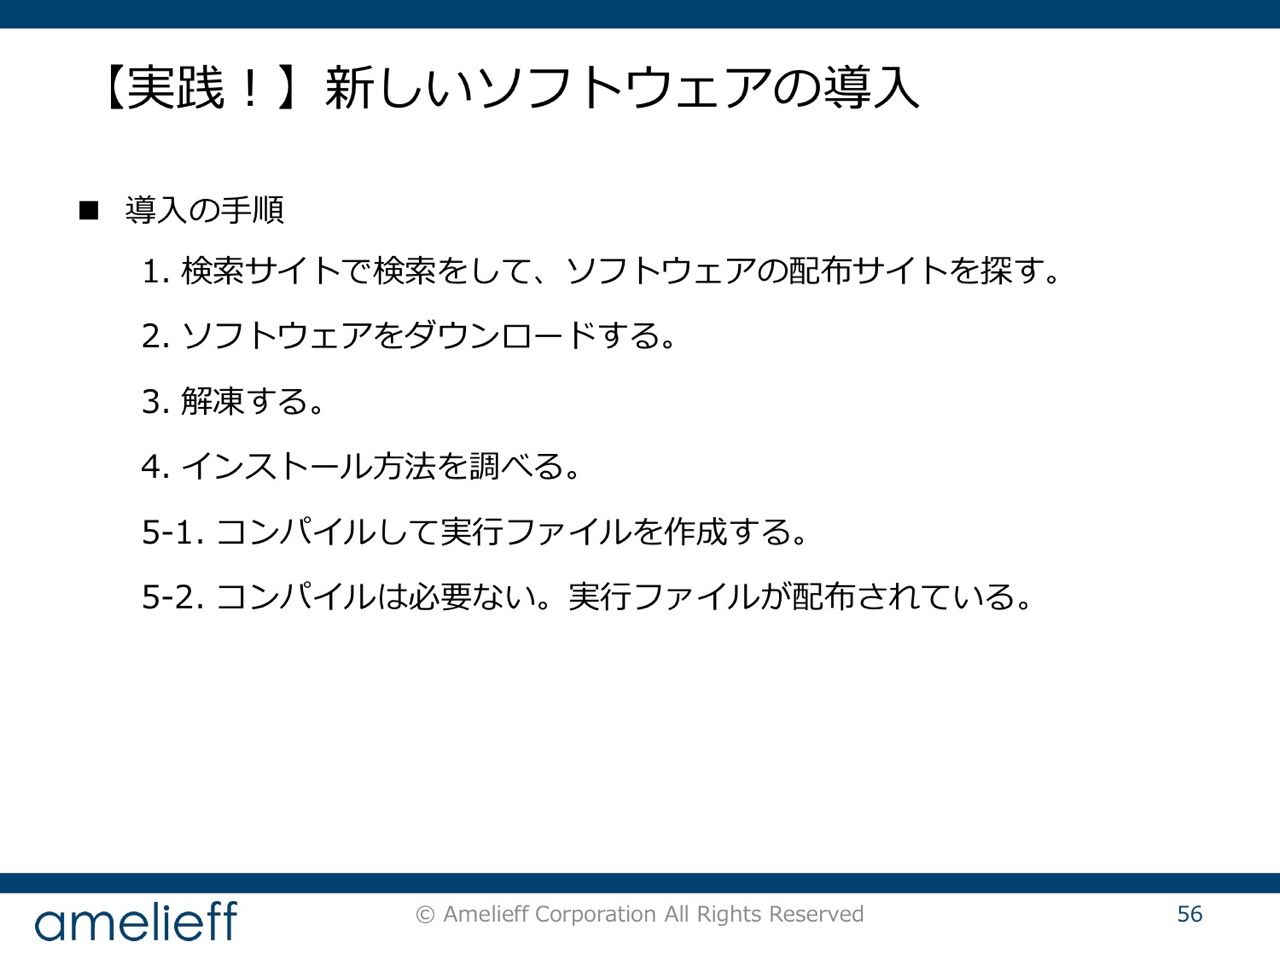 【実践！】新しいソフトウェアの導入
■ 導入の手順
1. 検索サイトで検索をして、ソフトウェアの配布サイトを探す。
2. ソフトウェアをダウンロードする。
3. 解凍する。
4. インストール方法を調べる。
5-1. コンパイルして実行ファイルを作成する。
5-2. コンパイルは必要ない。実行ファイルが配布されている。
amelieff
© Amelieff Corporation All Rights Reserved
56